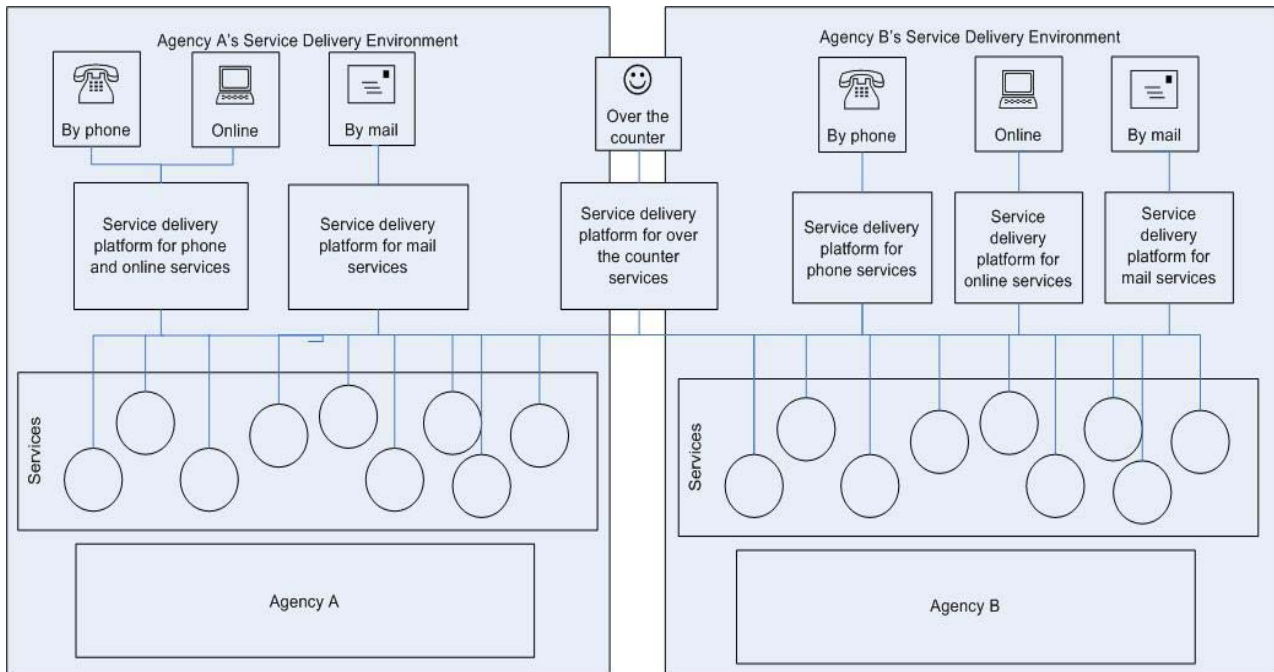 Agency A's Service Delivery Environment
By phone
Online
By mail
Over the
counter
Agency B's Service Delivery Environment
By phone
Online
By mail
Service delivery
platform for phone
and online services
Service delivery
platform for mail
services
Service delivery
platform for over
the counter
services
Service delivery
platform for
phone services
Service
delivery
platform for
online services
Service
delivery
platform for
mail services
Services
Services
Agency A
Agency B